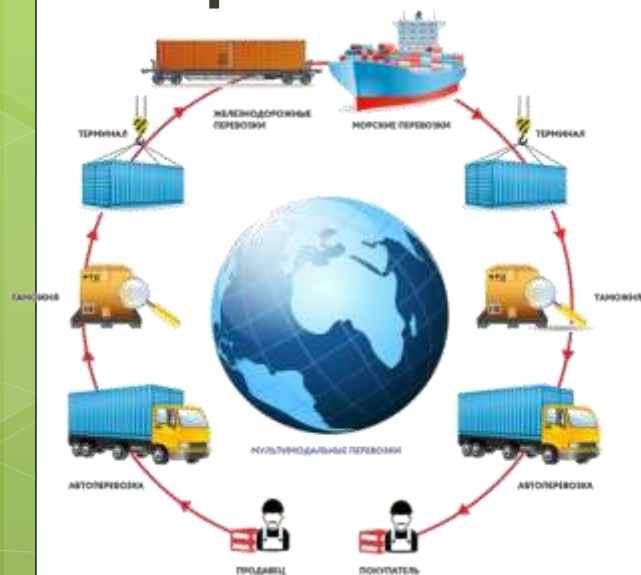 ЖЕЛЕЗНОДОРОЖНЫЕ
ПЕРЕВОЗКИ
МОРСКИЕ ПЕРЕВОЗКИ
ТЕРМИНАЛ
ТЕРМИНАЛ
ТАМОЖНЯ
ТАМОЖНЯ
МУЛЬТИМОДАЛЬНЫЕ ПЕРЕВОЗКИ
АВТОПЕРЕВОЗКА
АВТОПЕРЕВОЗКА
ПРОДАВЕЦ
ПОКУПАТЕЛЬ